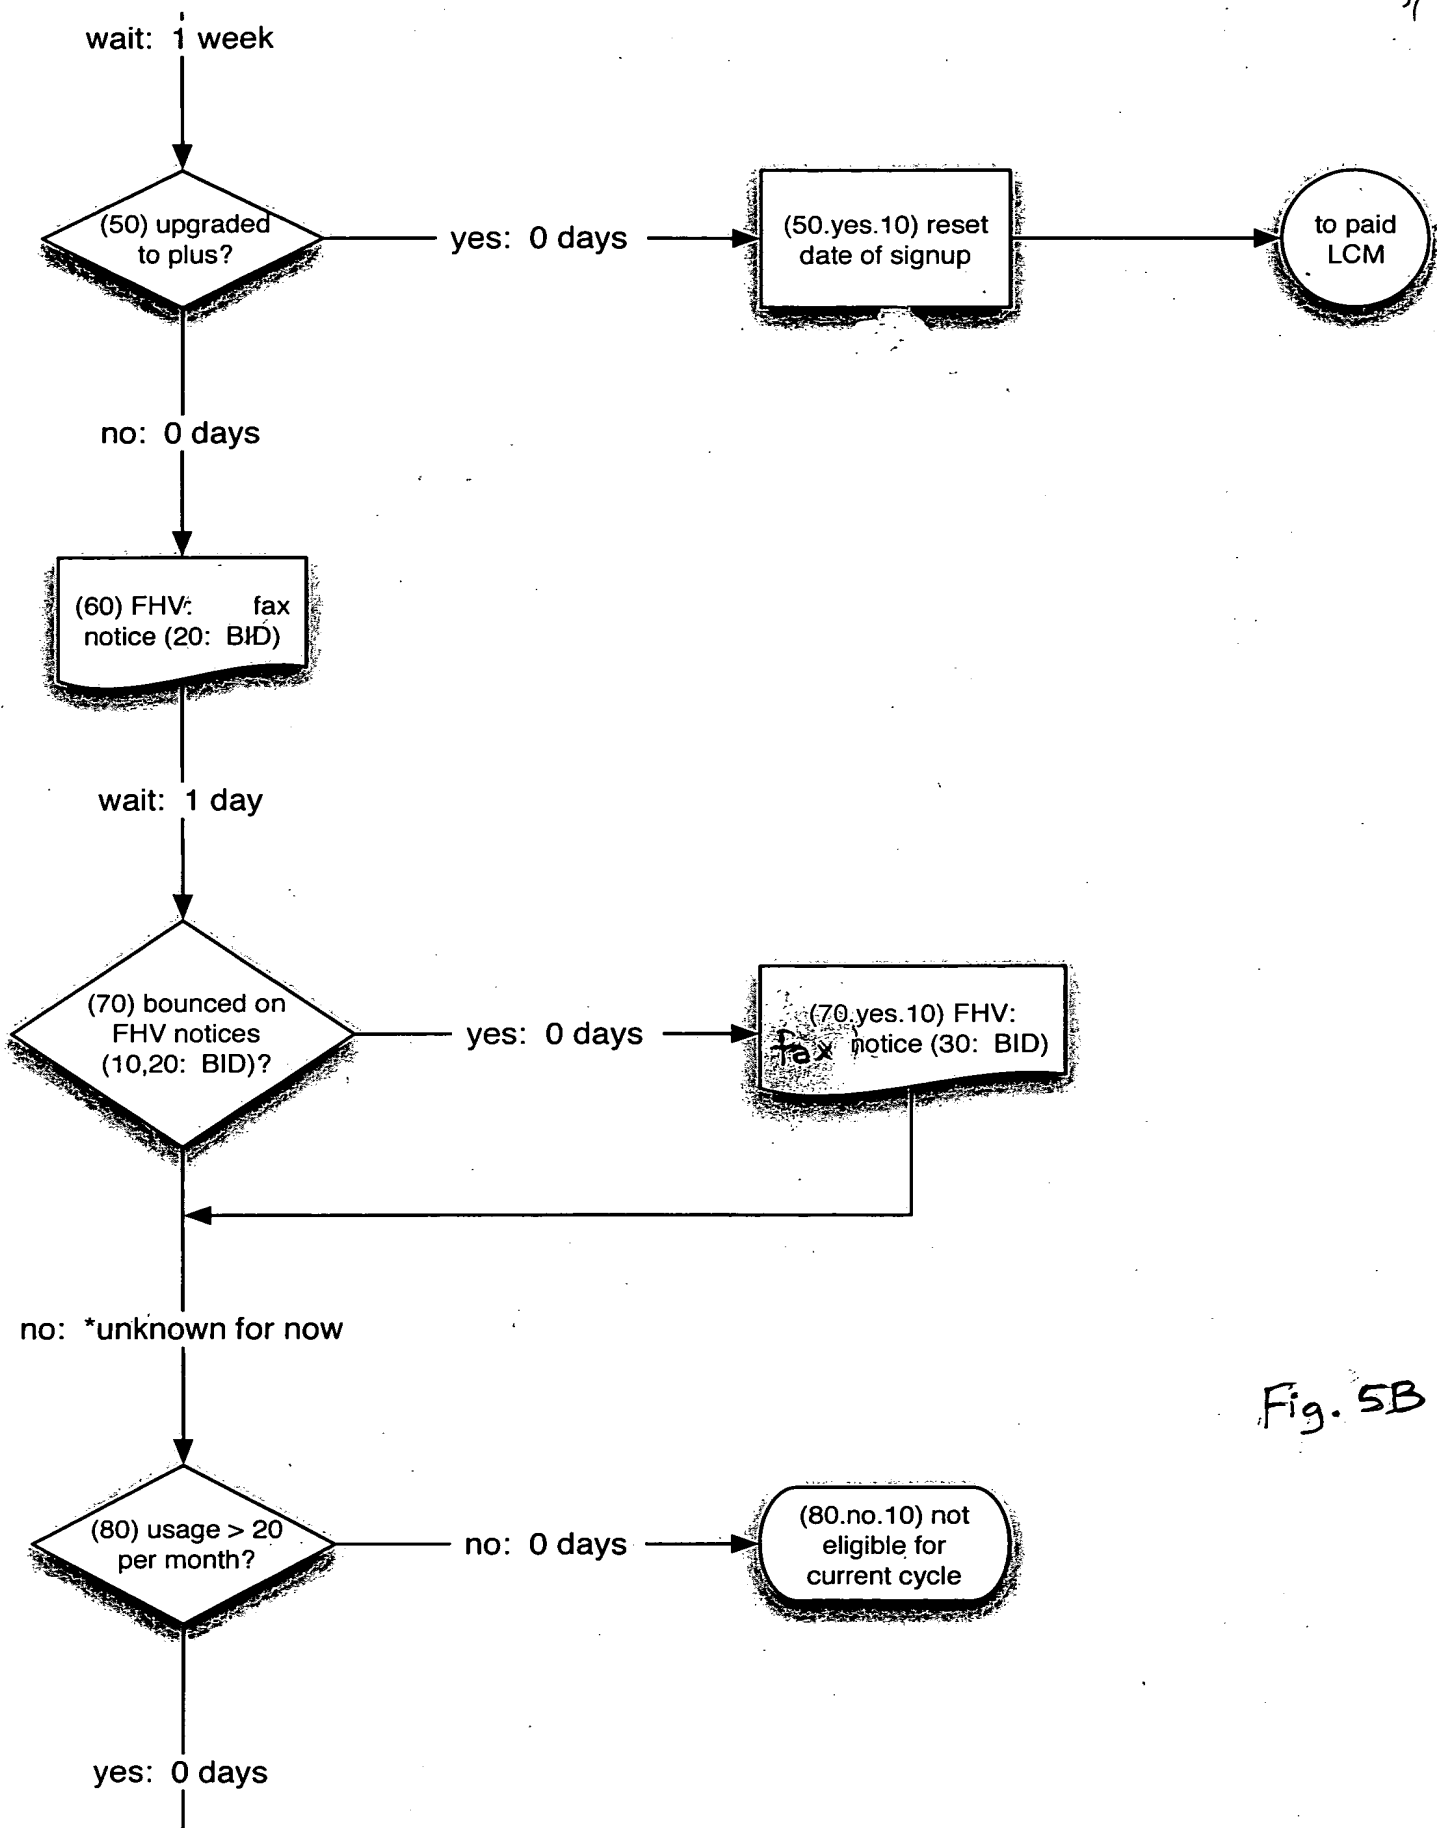 wait: 1 week
(50) upgraded
to plus?
yes: 0 days
(50.yes.10) reset
date of signup
to paid
LCM
no: 0 days
(60) FHV: fax
notice (20: BID)
wait: 1 day
(70) bounced on
FHV notices
(10,20: BID)?
yes: 0 days
(70.yes.10) FHV:
fax notice (30: BID)
no: *unknown for now
Fig. 5B
(80) usage > 20
per month?
no: 0 days
(80.no.10) not
eligible for
current cycle
yes: 0 days